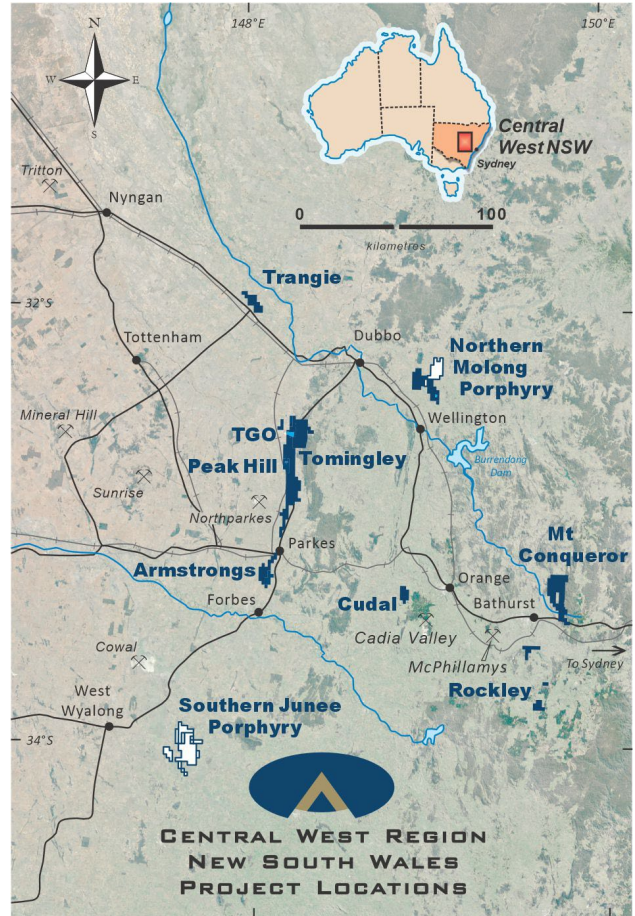 148°E
150°E
N
W
E
S
Central
West NSW
Sydney
Tritton
Nyngan
0
100
kilometres
Trangie
32°S
Tottenham
Dubbo
Northern
Molong
Porphyry
Mineral Hill
TGO
Wellington
Peak Hill
Tomingley
Burrendong
Dam
Sunrise
Northparkes
Parkes
Mt
Conqueror
Armstrongs
Orange
Forbes
Cudal
Bathurst
Cadia Valley
Cowal
McPhillamys
To Sydney
West
Wyalong
Rockley
Southern Junee
Porphyry
34°S
Central West Region
New South Wales
Project Locations